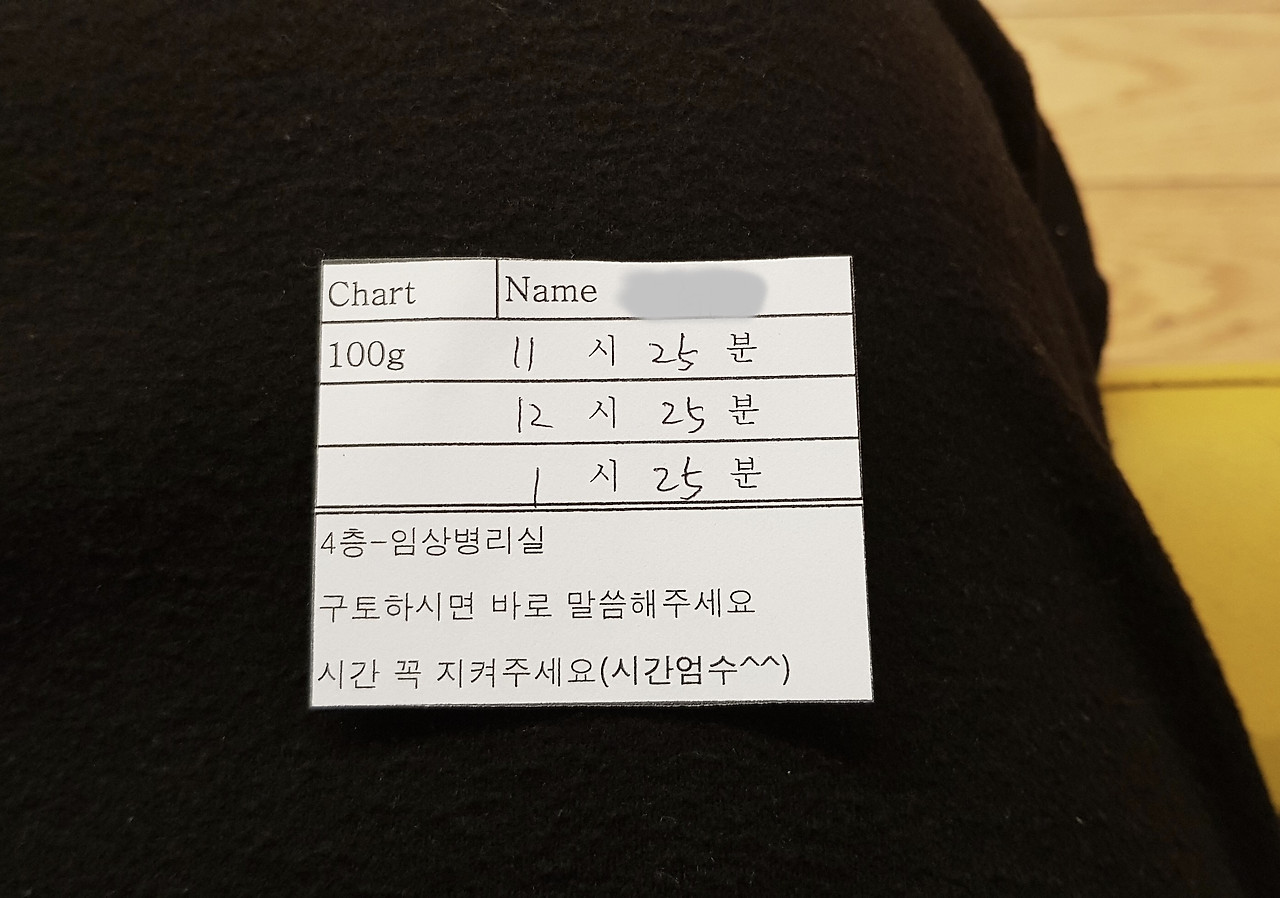 Chart Name
100g 11 시 25 분
12 시 25 분
1 시 25 분
4층-임상병리실
구토하시면 바로 말씀해주세요
시간 꼭 지켜주세요(시간엄수^^)